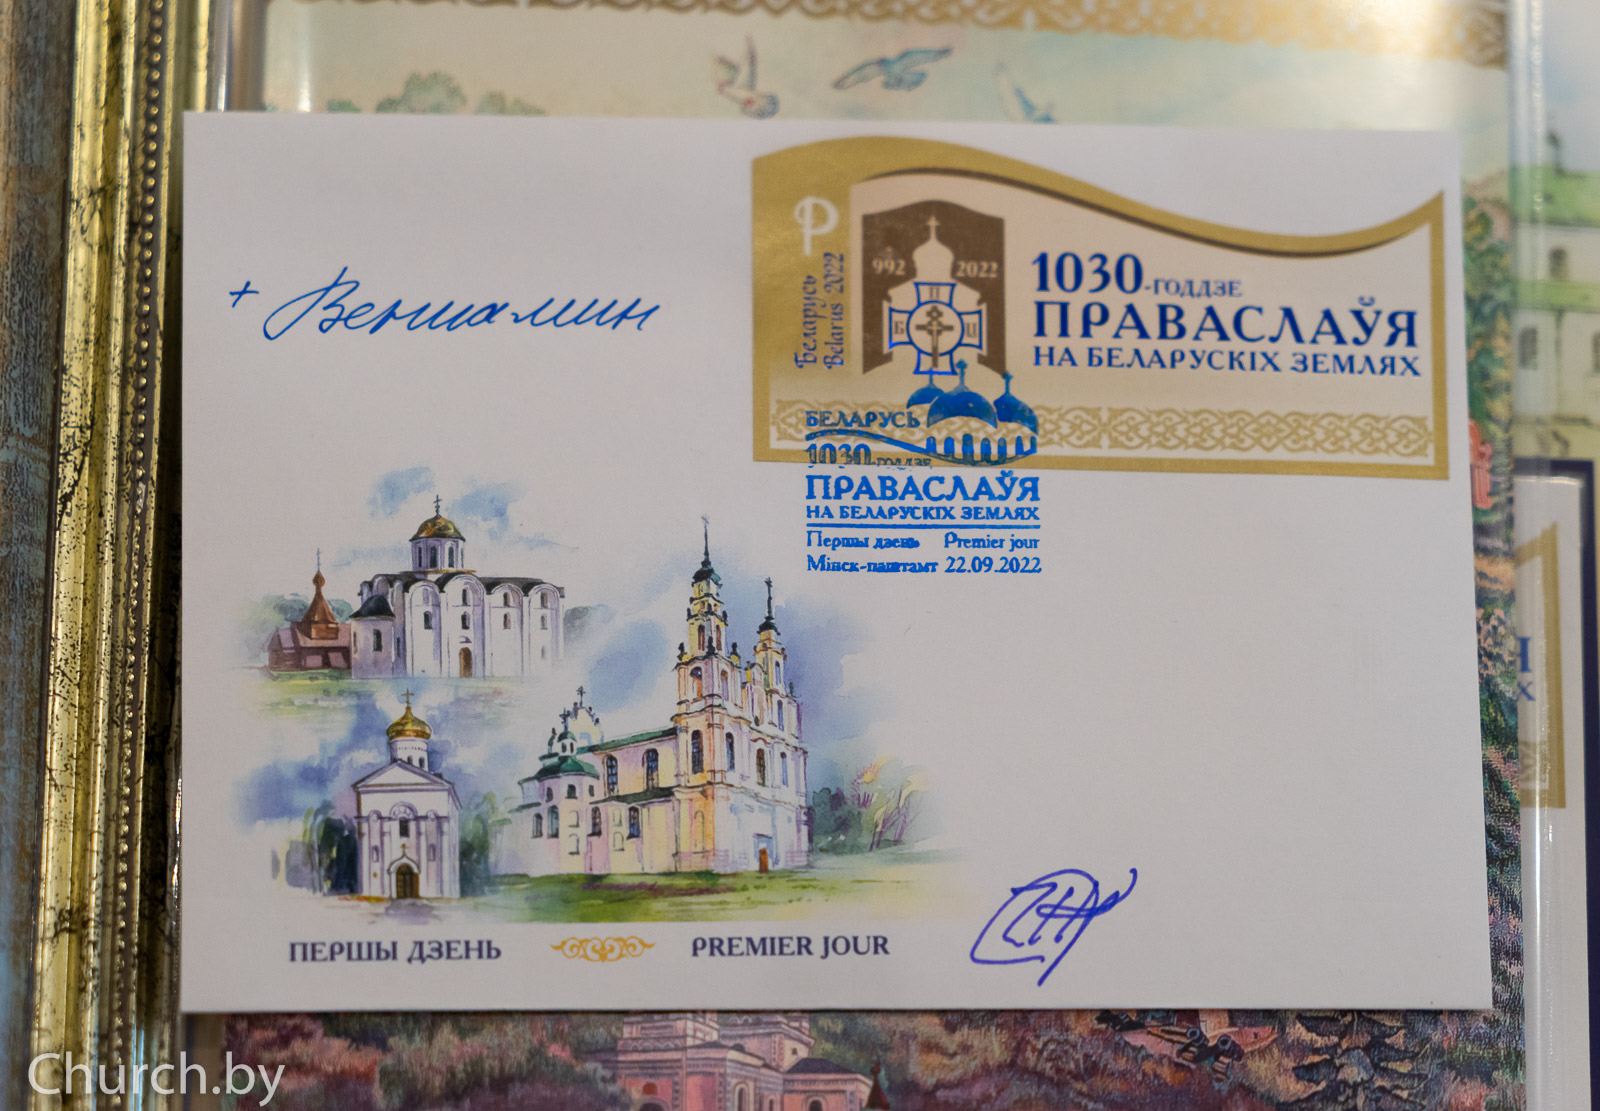 + Вениамин
Р
Беларусь
Belarus 2022
992 2022
П
Б Ц
1030-годдзе
ПРАВАСЛАЎЯ
НА БЕЛАРУСКІХ ЗЕМЛЯХ
БЕЛАРУСЬ
1030-годдзе
ПРАВАСЛАЎЯ
НА БЕЛАРУСКІХ ЗЕМЛЯХ
Першы дзень Premier jour
Мінск-паштамт 22.09.2022
ПЕРШЫ ДЗЕНЬ PREMIER JOUR
Church.by